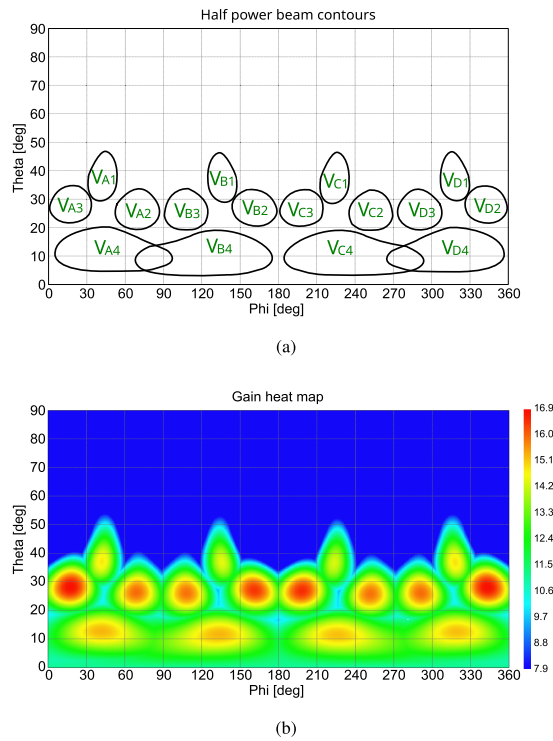 Half power beam contours
90
80
70
60
50
40
30
20
10
0
Theta [deg]
VA1
VB1
VC1
VD1
VA3
VA2
VB3
VB2
VC3
VC2
VD3
VD2
VA4
VB4
VC4
VD4
0 30 60 90 120 150 180 210 240 270 300 330 360
Phi [deg]
(a)
Gain heat map
90
80
70
60
50
40
30
20
10
0
Theta [deg]
16.9
16.0
15.1
14.2
13.3
12.4
11.5
10.6
9.7
8.8
7.9
0 30 60 90 120 150 180 210 240 270 300 330 360
Phi [deg]
(b)